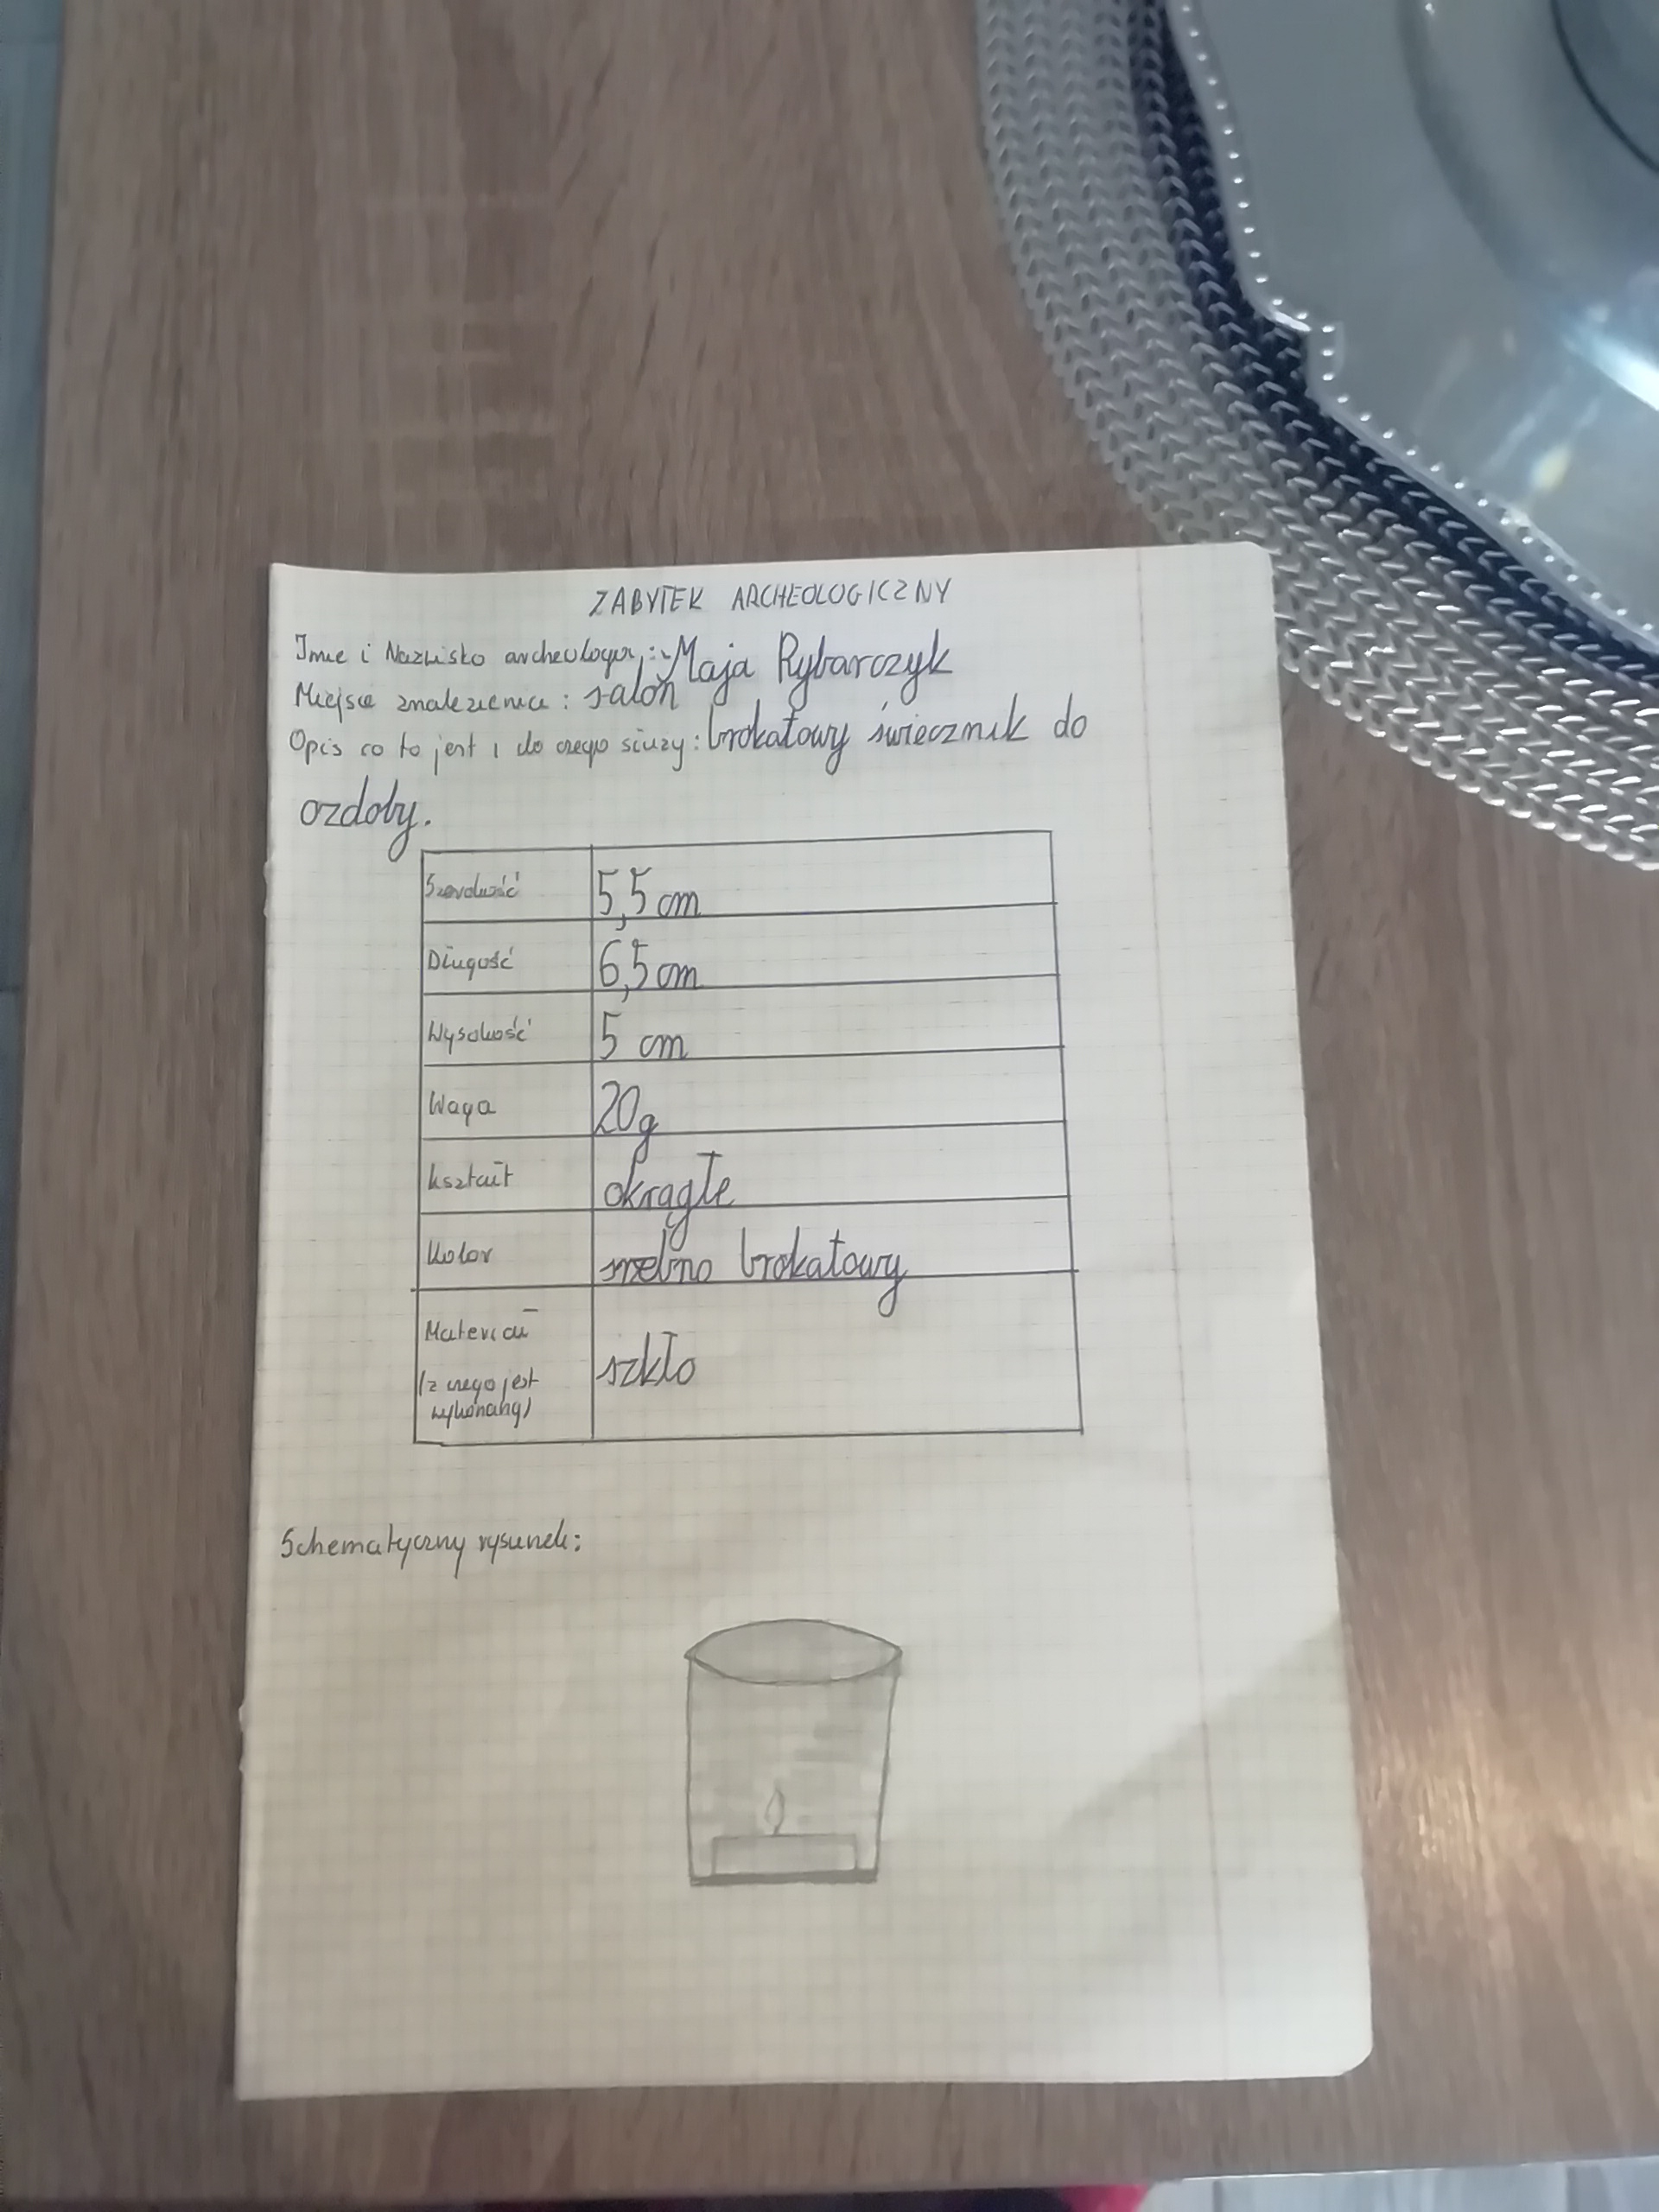 ZABYTEK ARCHEOLOGICZNY
Imie i Nazwisko archeologa: Maja Rybarczyk
Miejsce znalezienia: salon
Opis co to jest i do czego służy: brokatowy świecznik do
ozdoby.
Szerokość 5,5 cm
Długość 6,5 cm
Wysokość 5 cm
Waga 20g
kształt okrągłe
Kolor srebno brokatowy
Materiał szkło
(z czego jest
wykonany)
Schematyczny rysunek: